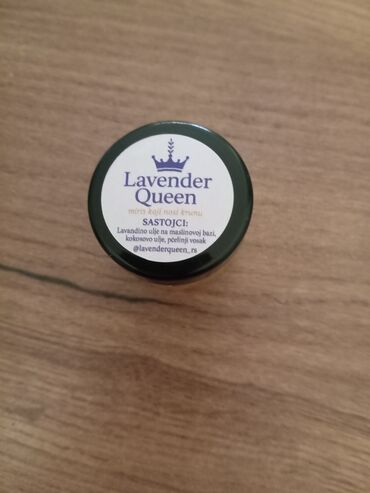 Lavender
Queen
miris koji nosi krunu
SASTOJCI:
Lavandino ulje na maslinovoj bazi,
kokosovo ulje, pčelinji vosak
@lavenderqueen_rs